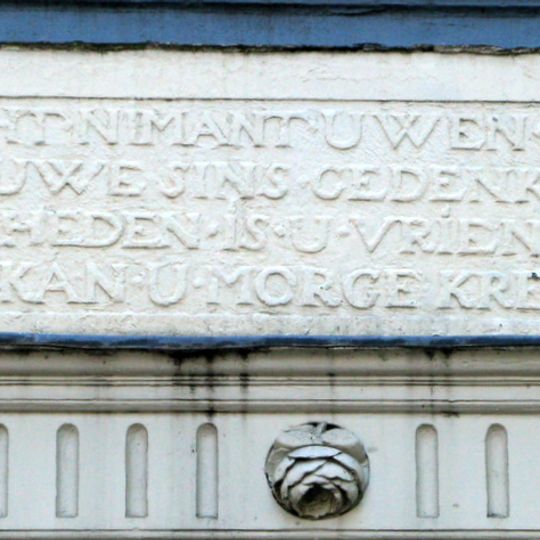 NIMANT · UWEN
UWE SINS · GEDENK
HEDEN · IS · U · VRIEN
KAN · U · MORGE KRE